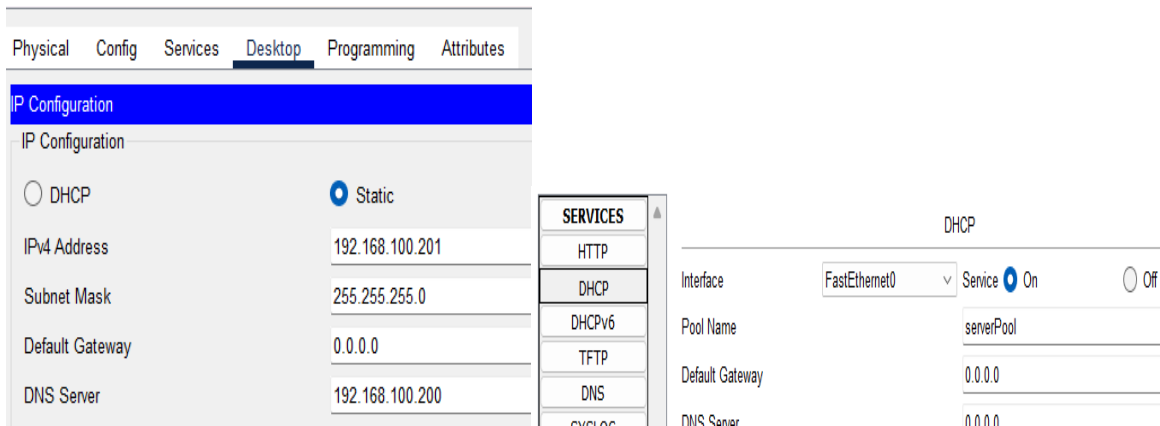 Physical Config Services Desktop Programming Attributes
IP Configuration
IP Configuration
DHCP Static
IPv4 Address 192.168.100.201
Subnet Mask 255.255.255.0
Default Gateway 0.0.0.0
DNS Server 192.168.100.200
SERVICES
HTTP
DHCP
DHCPv6
TFTP
DNS
SYSLOG
DHCP
Interface FastEthernet0 Service On Off
Pool Name serverPool
Default Gateway 0.0.0.0
DNS Server 0.0.0.0